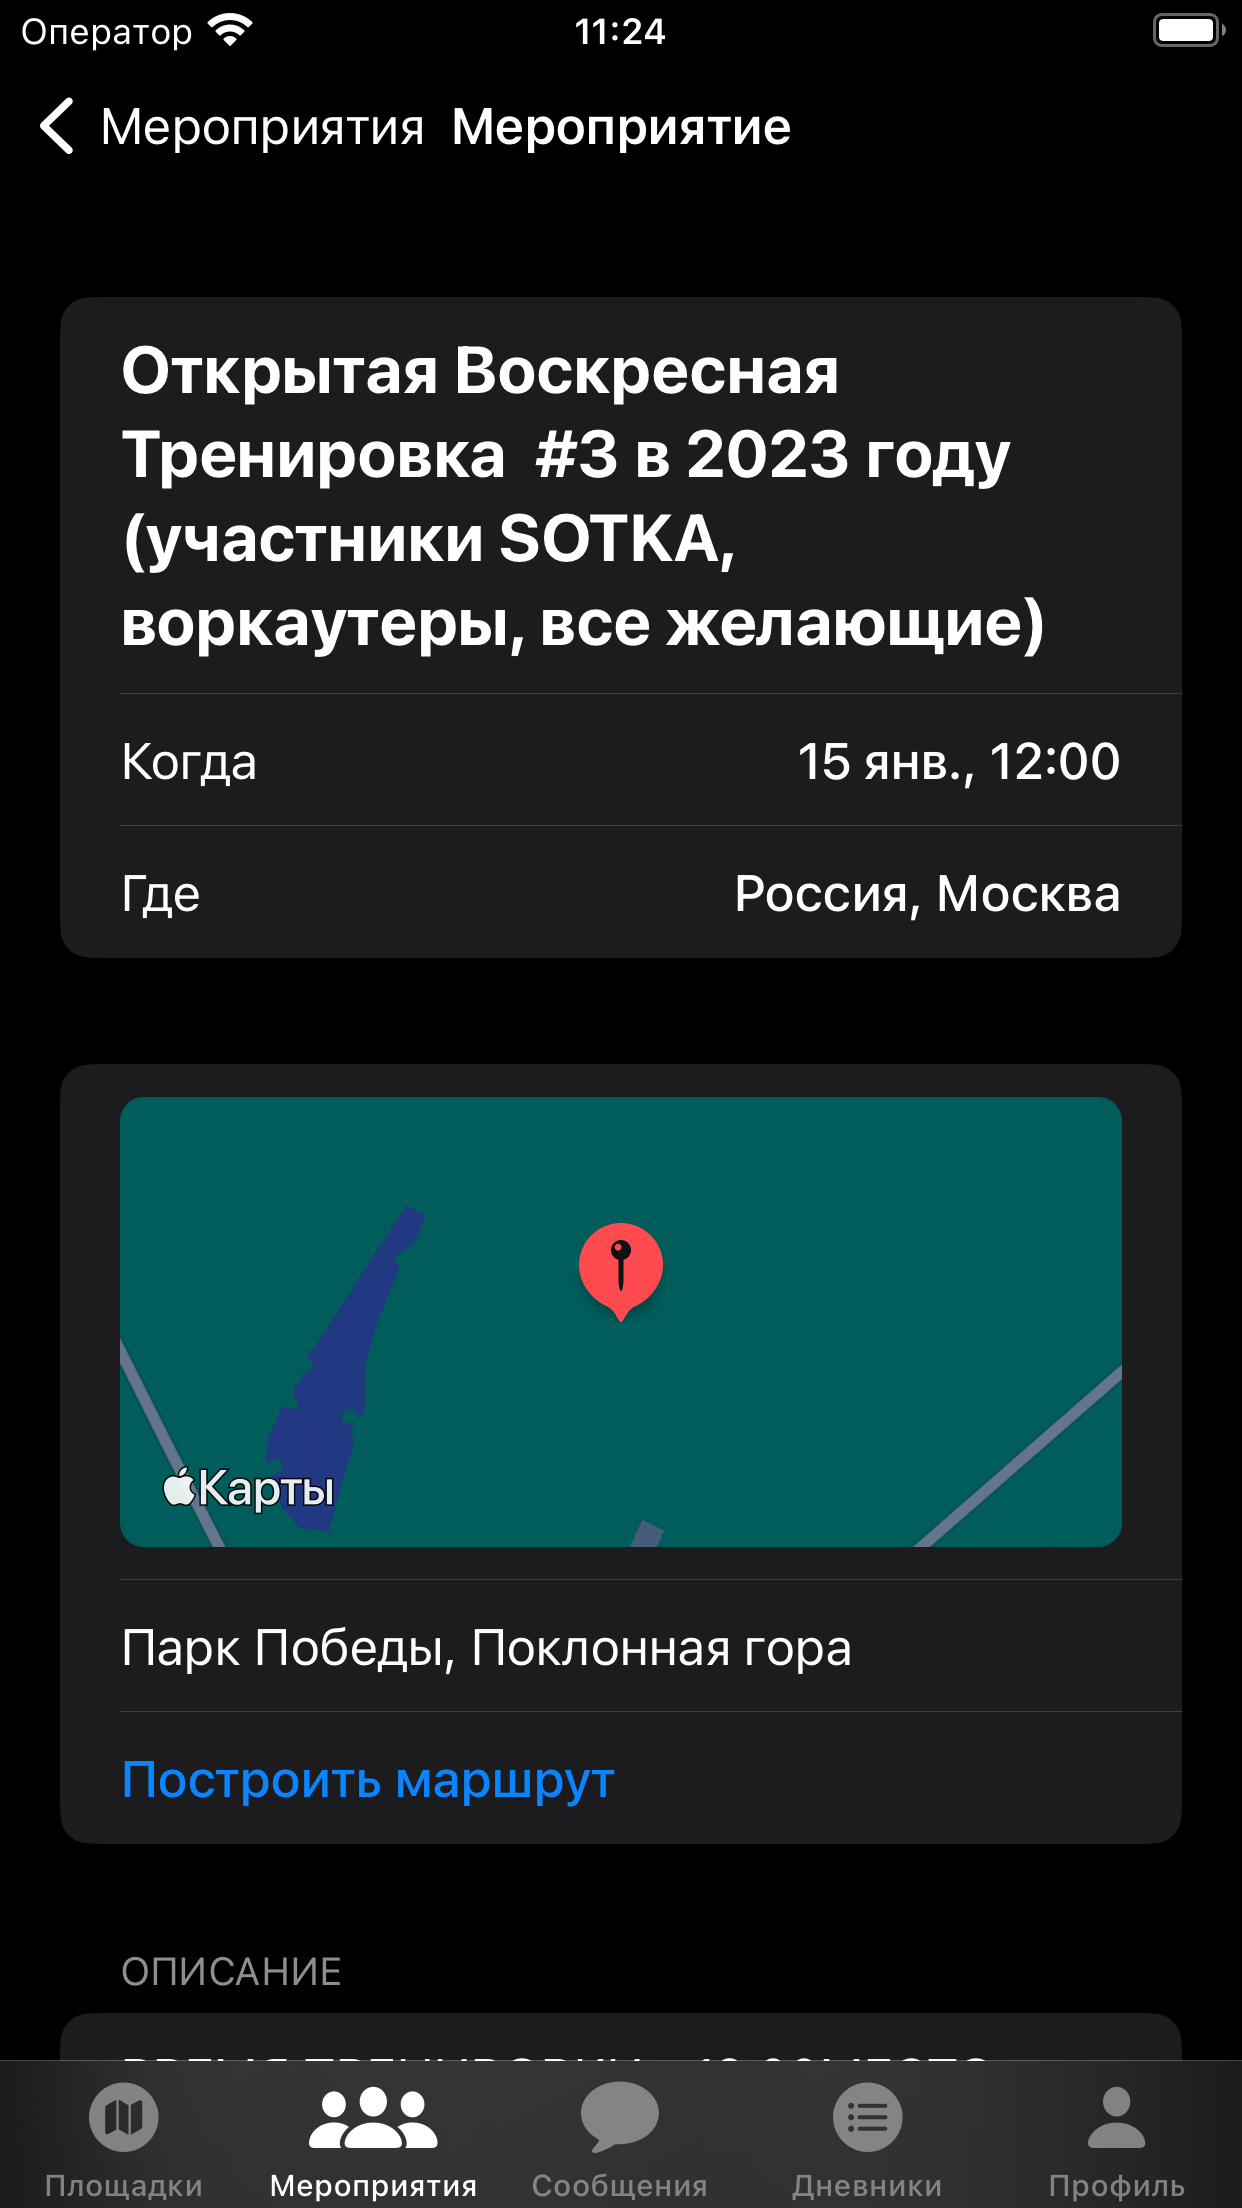 Оператор 11:24
Мероприятия Мероприятие
Открытая Воскресная
Тренировка #3 в 2023 году
(участники SOTKA,
воркаутеры, все желающие)
Когда 15 янв., 12:00
Где Россия, Москва
Карты
Парк Победы, Поклонная гора
Построить маршрут
ОПИСАНИЕ
Площадки Мероприятия Сообщения Дневники Профиль